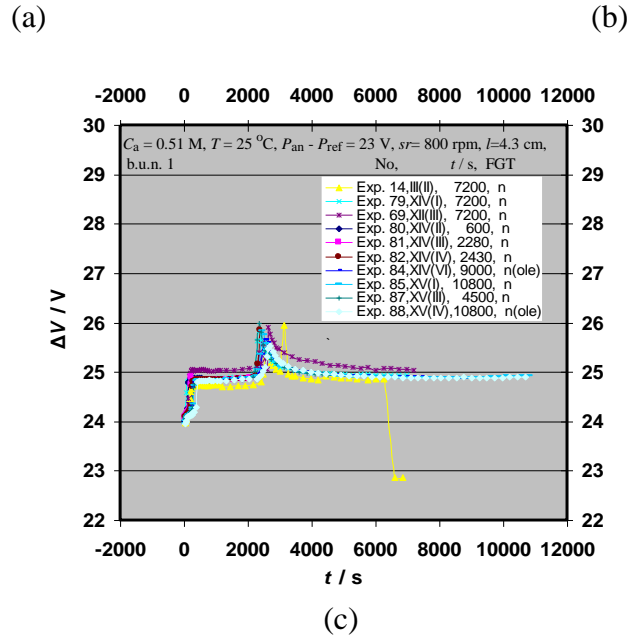 (a) (b)
-2000 0 2000 4000 6000 8000 10000 12000
C_a = 0.51 M, T = 25 °C, P_an - P_ref = 23 V, sr= 800 rpm, l=4.3 cm,
b.u.n. 1 No, t / s, FGT
Exp. 14,III(II), 7200, n
Exp. 79,XIV(I), 7200, n
Exp. 69,XII(III), 7200, n
Exp. 80,XIV(II), 600, n
Exp. 81,XIV(III), 2280, n
Exp. 82,XIV(IV), 2430, n
Exp. 84,XIV(VI), 9000, n(ole)
Exp. 85,XV(I), 10800, n
Exp. 87,XV(III), 4500, n
Exp. 88,XV(IV), 10800, n(ole)
30 30
29 29
28 28
27 27
26 26
25 25
24 24
23 23
22 22
ΔV / V
-2000 0 2000 4000 6000 8000 10000 12000
t / s
(c)